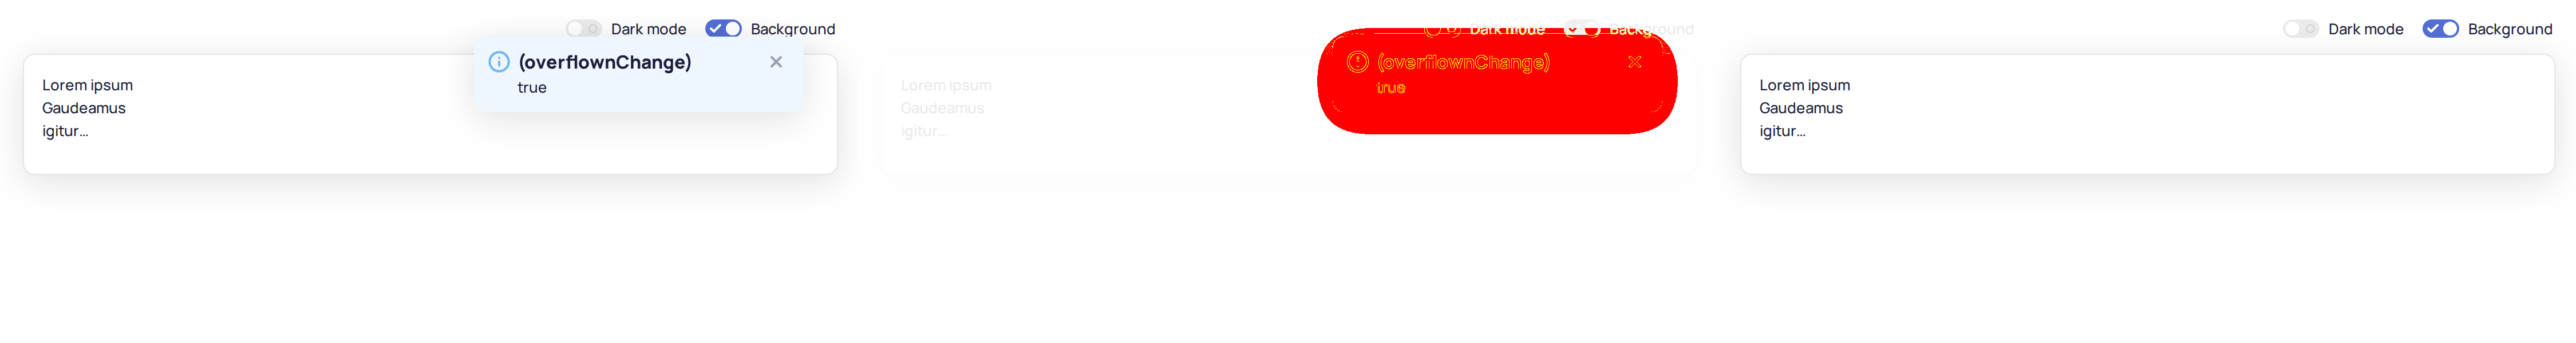 Dark mode Background
(overflownChange)
true
Lorem ipsum
Gaudeamus
igitur...
Dark mode Background
(overflownChange)
true
Lorem ipsum
Gaudeamus
igitur...
Dark mode Background
Lorem ipsum
Gaudeamus
igitur...